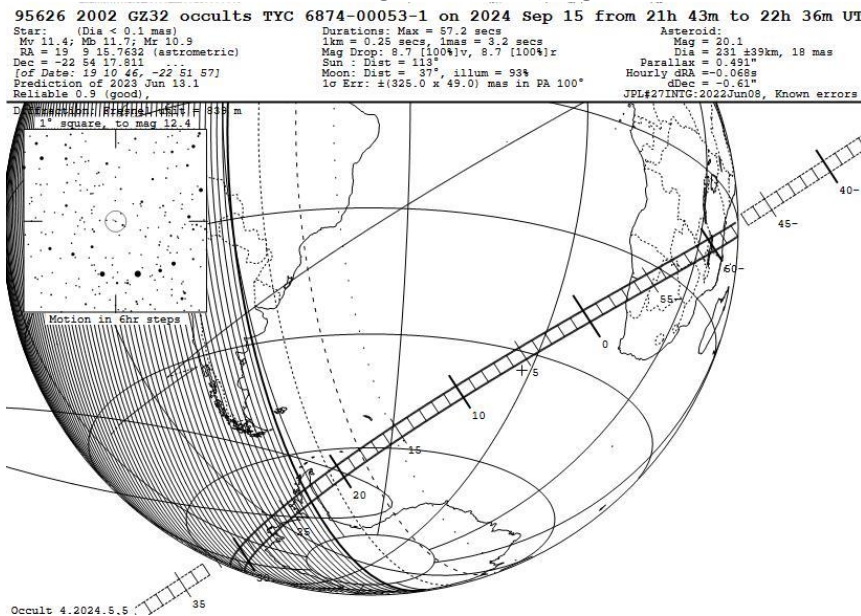 95626 2002 GZ32 occults TYC 6874-00053-1 on 2024 Sep 15 from 21h 43m to 22h 36m UT
Star: (Dia < 0.1 mas)
Mv 11.4; Mb 11.7; Mr 10.9
RA = 19 9 15.7632 (astrometric)
Dec = -22 54 17.811 ...
[of Date: 19 10 46, -22 51 57]
Prediction of 2023 Jun 13.1
Reliable 0.9 (good),
Durations: Max = 57.2 secs
1km = 0.25 secs, 1mas = 3.2 secs
Mag Drop: 8.7 [100%]v, 8.7 [100%]r
Sun : Dist = 113°
Moon: Dist = 37°, illum = 93%
1σ Err: ±(325.0 x 49.0) mas in PA 100°
Asteroid:
Mag = 20.1
Dia = 231 ±39km, 18 mas
Parallax = 0.491"
Hourly dRA =-0.068s
dDec = -0.61"
JPL#27INTG:2022Jun08, Known errors
Diffraction: Fresnel unit = 839 m
1° square, to mag 12.4
Motion in 6hr steps
40-
45-
50-
55-
0
5
10
15
20
25
30
35
Occult 4.2024.5.5